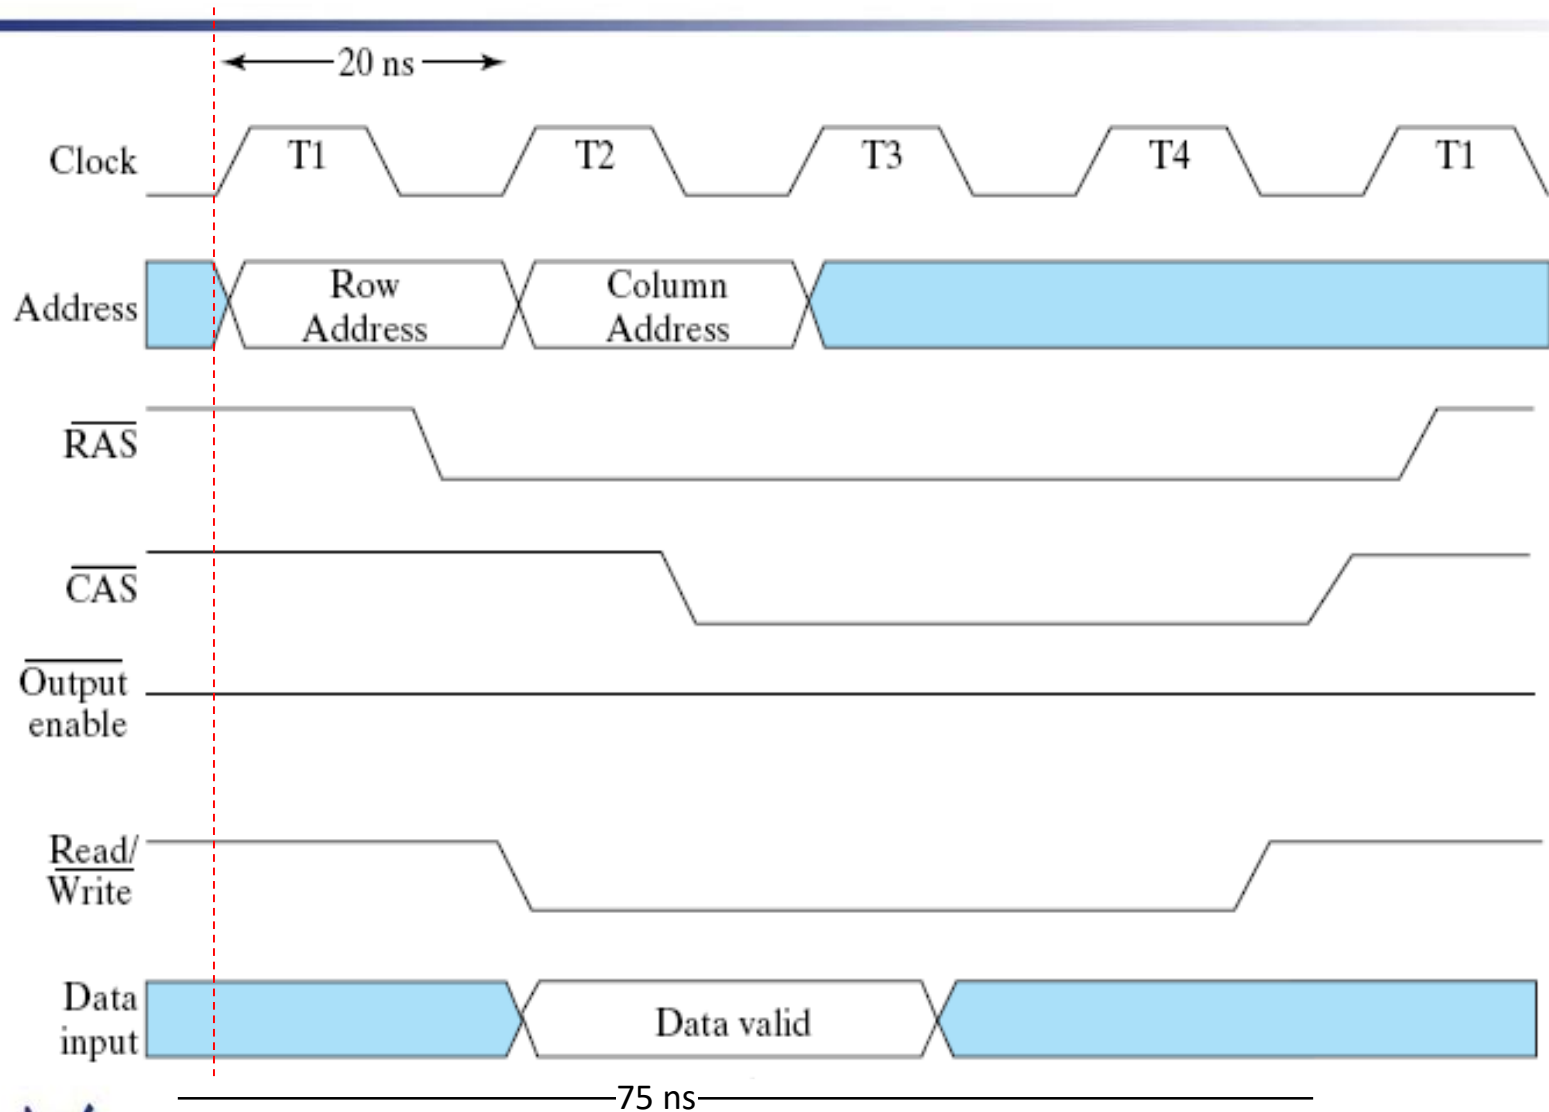 20 ns
Clock
T1
T2
T3
T4
T1
Address
Row
Address
Column
Address
RAS
CAS
Output
enable
Read/
Write
Data
input
Data valid
75 ns